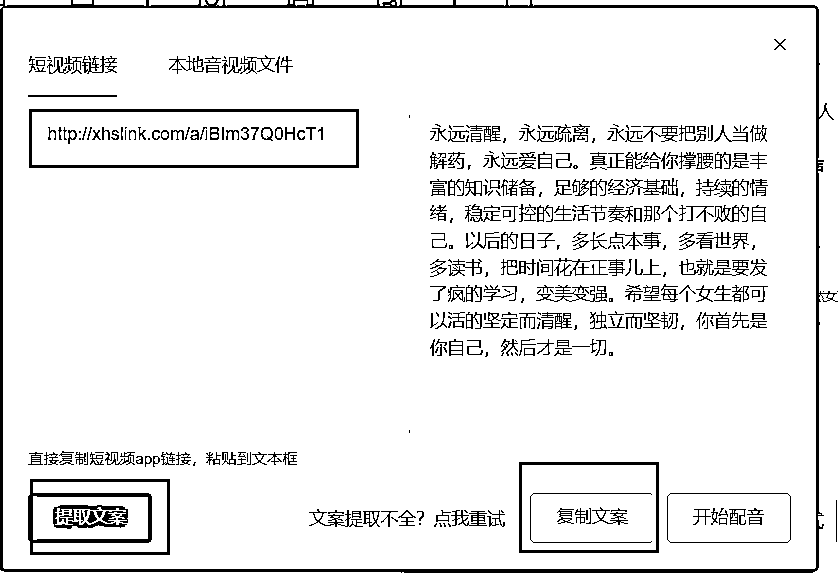 短视频链接
本地音视频文件
http://xhslink.com/a/iBIm37Q0HcT1
永远清醒，永远疏离，永远不要把别人当做
解药，永远爱自己。真正能给你撑腰的是丰
富的知识储备，足够的经济基础，持续的情
绪，稳定可控的生活节奏和那个打不败的自
己。以后的日子，多长点本事，多看世界，
多读书，把时间花在正事儿上，也就是要发
了疯的学习，变美变强。希望每个女生都可
以活的坚定而清醒，独立而坚韧，你首先是
你自己，然后才是一切。
直接复制短视频app链接，粘贴到文本框
提取文案
文案提取不全？点我重试
复制文案
开始配音
人